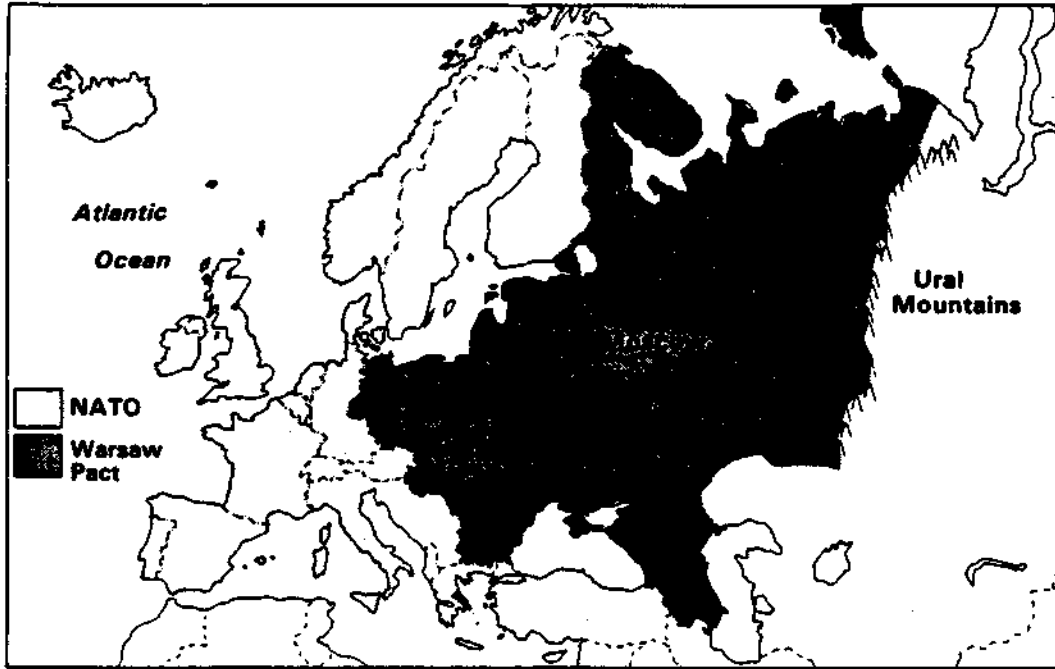 Atlantic
Ocean
Ural
Mountains
NATO
Warsaw
Pact